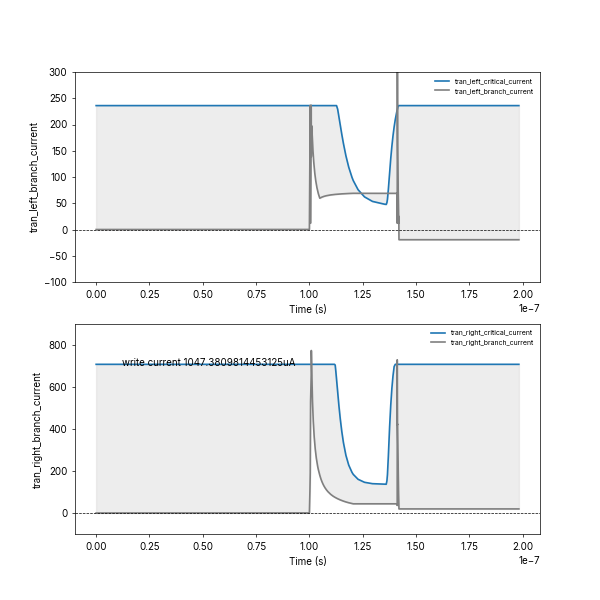 300
250
200
150
100
50
0
−50
−100
tran_left_branch_current
tran_left_critical_current
tran_left_branch_current
0.00 0.25 0.50 0.75 1.00 1.25 1.50 1.75 2.00
Time (s)
1e−7
800
600
400
200
0
tran_right_branch_current
tran_right_critical_current
tran_right_branch_current
write current 1047.3809814453125uA
0.00 0.25 0.50 0.75 1.00 1.25 1.50 1.75 2.00
Time (s)
1e−7